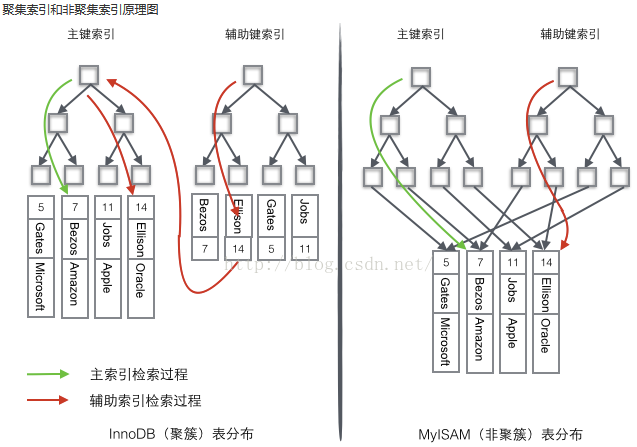 聚集索引和非聚集索引原理图
主键索引
辅助键索引
主键索引
辅助键索引
5
Gates
Microsoft
7
Bezos
Amazon
11
Jobs
Apple
14
Ellison
Oracle
Bezos
7
Ellison
14
Gates
5
Jobs
11
5
Gates
Microsoft
7
Bezos
Amazon
11
Jobs
Apple
14
Ellison
Oracle
http://blog.csdn.net/
主索引检索过程
辅助索引检索过程
InnoDB（聚簇）表分布
MyISAM（非聚簇）表分布